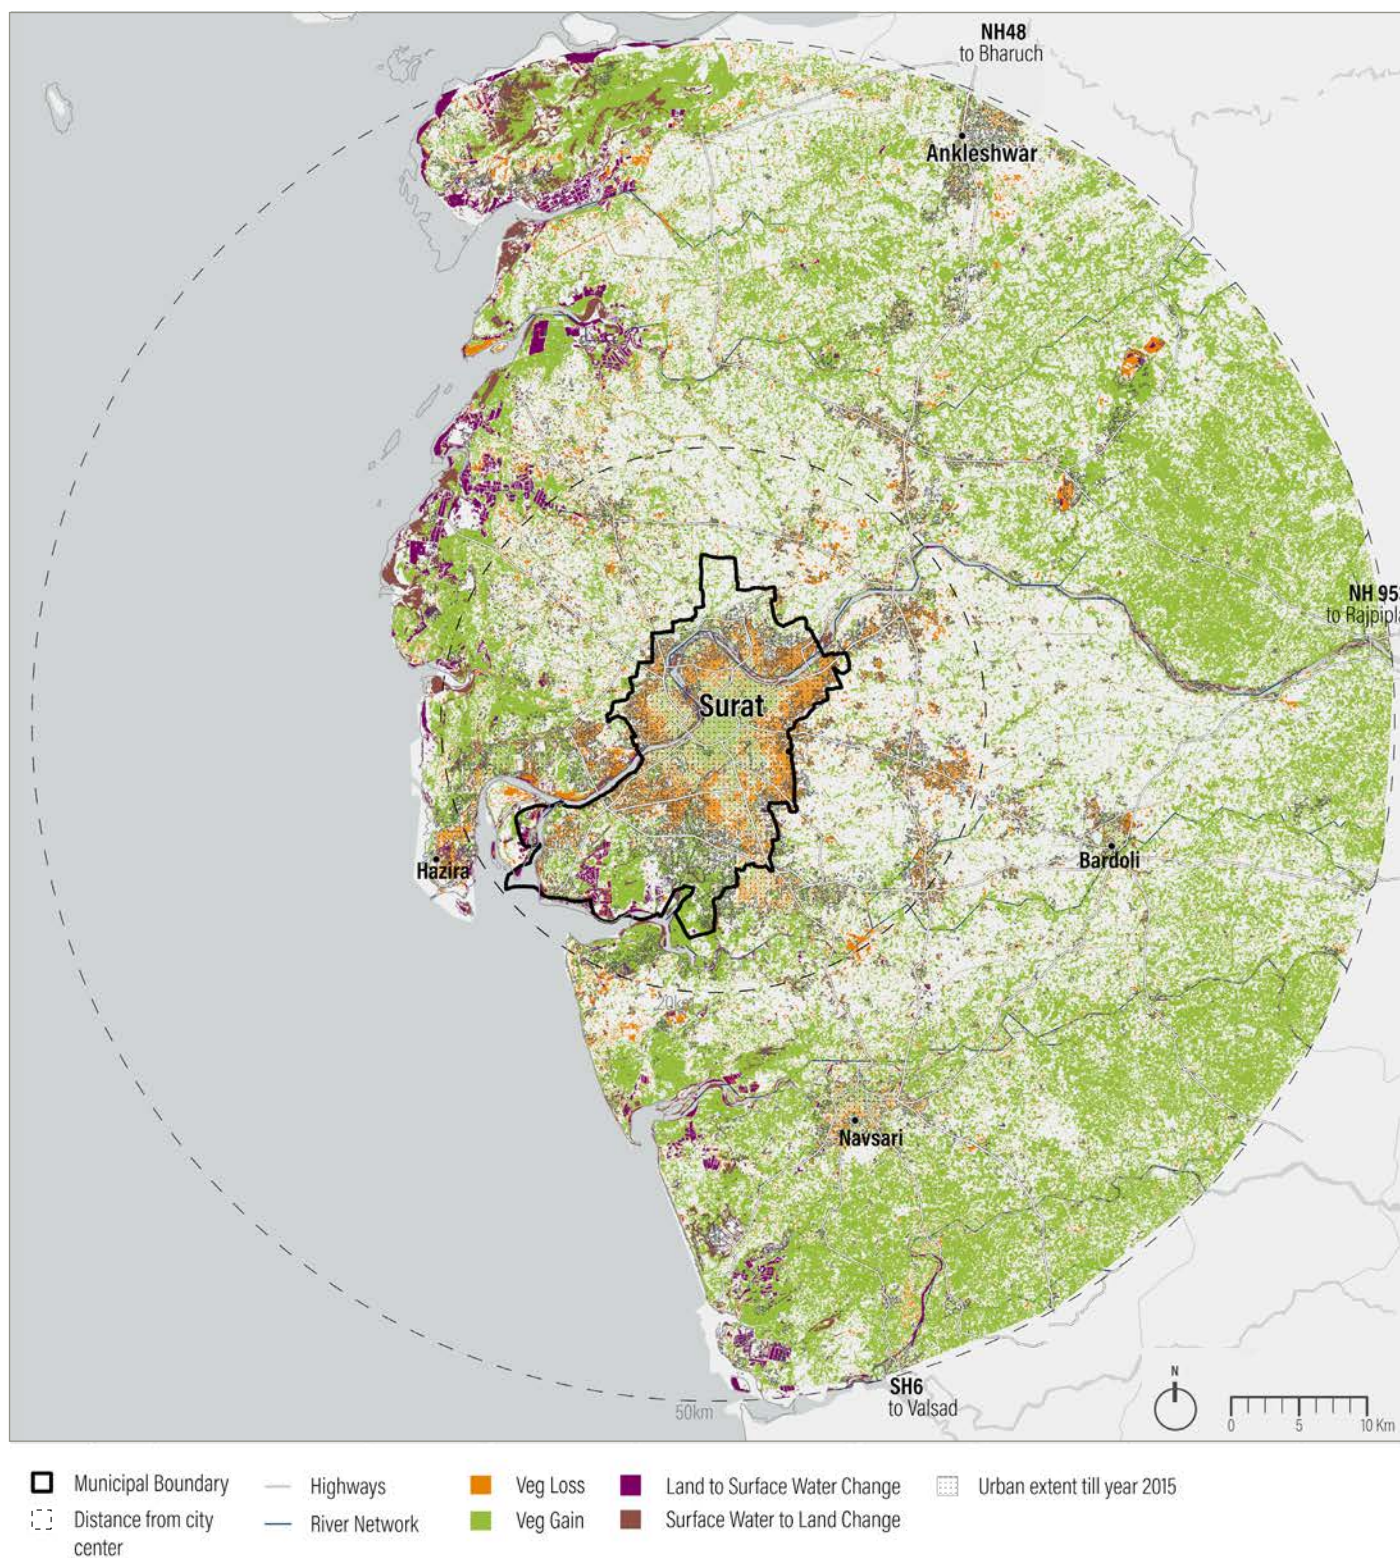 NH48
to Bharuch
Ankleshwar
NH 95
to Rajpipla
Surat
Bardoli
Hazira
20km
Navsari
SH6
to Valsad
50km
N
0 5 10 Km
Municipal Boundary
Highways
Veg Loss
Land to Surface Water Change
Urban extent till year 2015
Distance from city
center
River Network
Veg Gain
Surface Water to Land Change